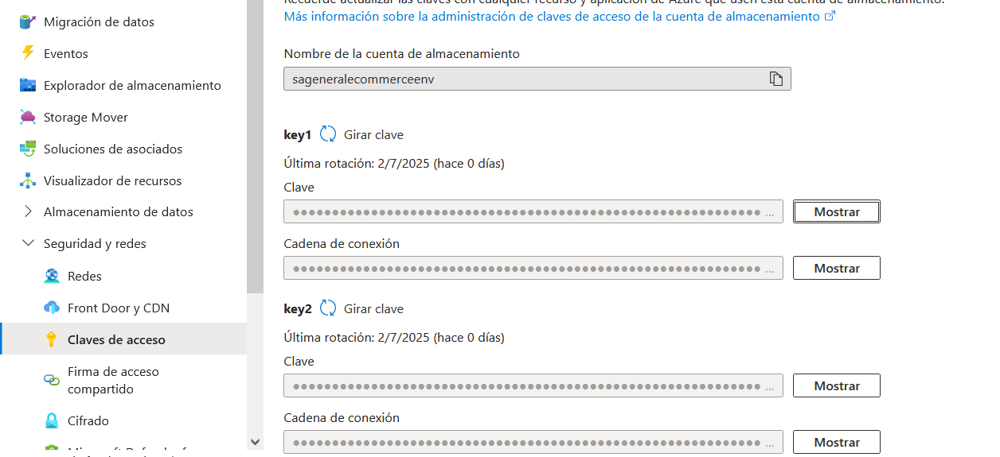 Recuerde actualizar las claves con cualquier recurso y aplicación de Azure que usen esta cuenta de almacenamiento.
Más información sobre la administración de claves de acceso de la cuenta de almacenamiento
Migración de datos
Eventos
Explorador de almacenamiento
Storage Mover
Soluciones de asociados
Visualizador de recursos
Almacenamiento de datos
Seguridad y redes
Redes
Front Door y CDN
Claves de acceso
Firma de acceso
compartido
Cifrado
Nombre de la cuenta de almacenamiento
sageneralecommerceenv
key1 Girar clave
Última rotación: 2/7/2025 (hace 0 días)
Clave
Mostrar
Cadena de conexión
Mostrar
key2 Girar clave
Última rotación: 2/7/2025 (hace 0 días)
Clave
Mostrar
Cadena de conexión
Mostrar